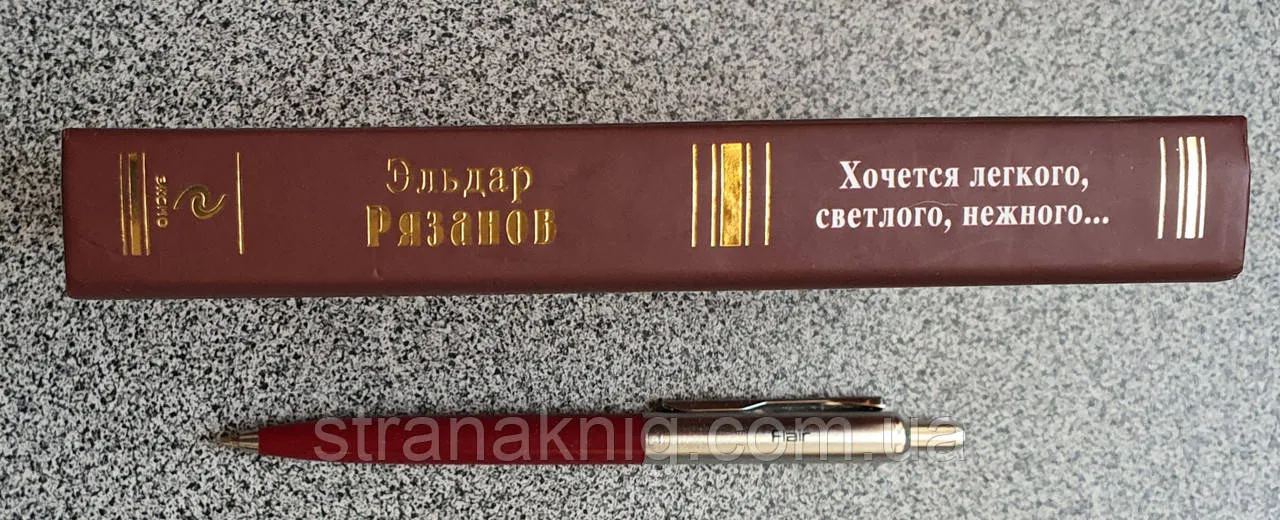 Эльдар
Рязанов
Хочется легкого,
светлого, нежного...
эксмо
Flair
stranaknig.com.ua